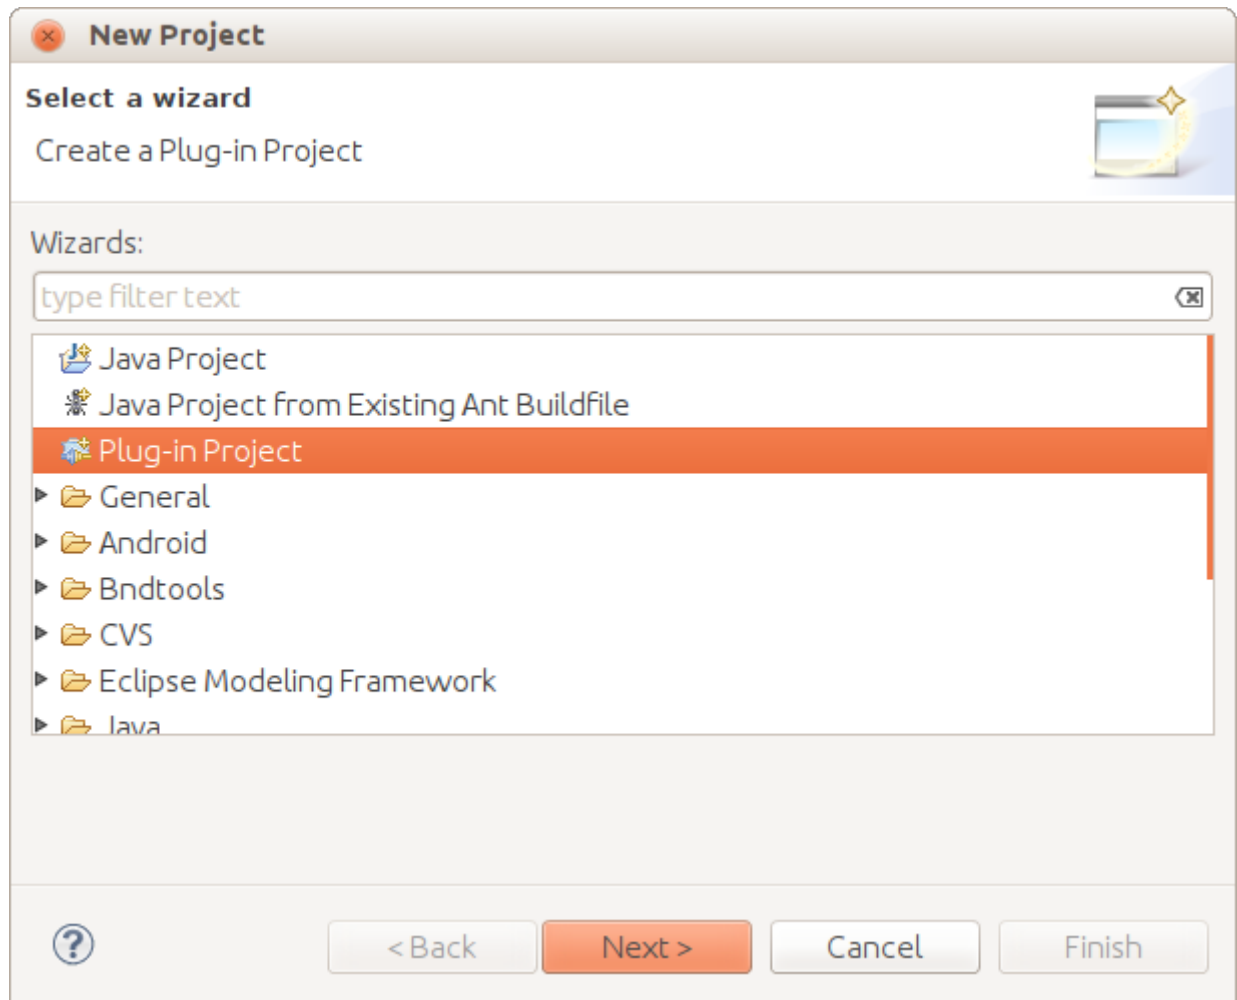 New Project
Select a wizard
Create a Plug-in Project
Wizards:
type filter text
Java Project
Java Project from Existing Ant Buildfile
Plug-in Project
General
Android
Bndtools
CVS
Eclipse Modeling Framework
Java
< Back Next > Cancel Finish